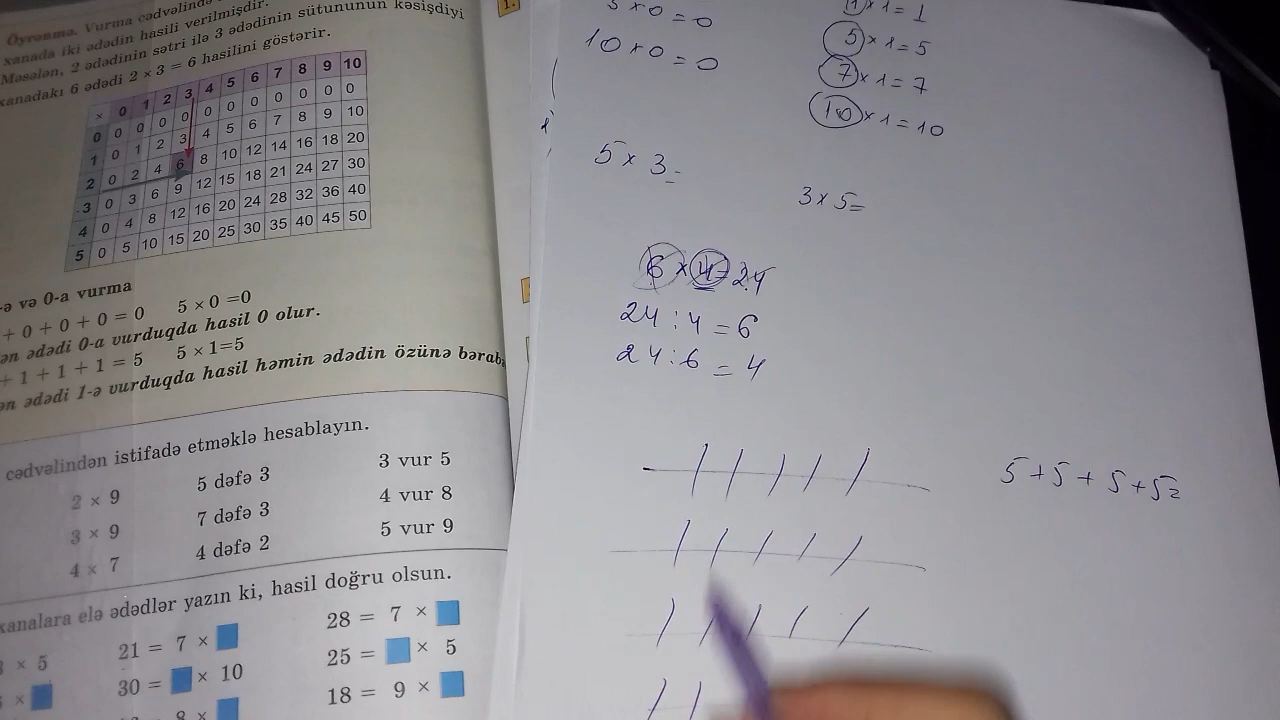 Öyrənmə. Vurma cədvəlində
xanada iki ədədin hasili verilmişdir.
Məsələn, 2 ədədinin sətri ilə 3 ədədinin sütununun kəsişdiyi
xanadakı 6 ədədi 2 × 3 = 6 hasilini göstərir.
× 0 1 2 3 4 5 6 7 8 9 10
0 0 0 0 0 0 0 0 0 0 0 0
1 0 1 2 3 4 5 6 7 8 9 10
2 0 2 4 6 8 10 12 14 16 18 20
3 0 3 6 9 12 15 18 21 24 27 30
4 0 4 8 12 16 20 24 28 32 36 40
5 0 5 10 15 20 25 30 35 40 45 50
-ə və 0-a vurma
+ 0 + 0 + 0 = 0 5 × 0 =0
ən ədədi 0-a vurduqda hasil 0 olur.
+ 1 + 1 + 1 = 5 5 × 1=5
ən ədədi 1-ə vurduqda hasil həmin ədədin özünə bərab
cədvəlindən istifadə etməklə hesablayın.
2 × 9 5 dəfə 3 3 vur 5
3 × 9 7 dəfə 3 4 vur 8
4 × 7 4 dəfə 2 5 vur 9
xanalara elə ədədlər yazın ki, hasil doğru olsun.
× 5 21 = 7 × 28 = 7 ×
× 30 = × 10 25 = × 5
8 × 18 = 9 ×
1.
5 × 0 = 0
10 × 0 = 0
1 × 1 = 1
5 × 1 = 5
7 × 1 = 7
10 × 1 = 10
5 × 3 =
3 × 5 =
6 × 4 = 24
24 : 4 = 6
24 : 6 = 4
5 + 5 + 5 + 5 =